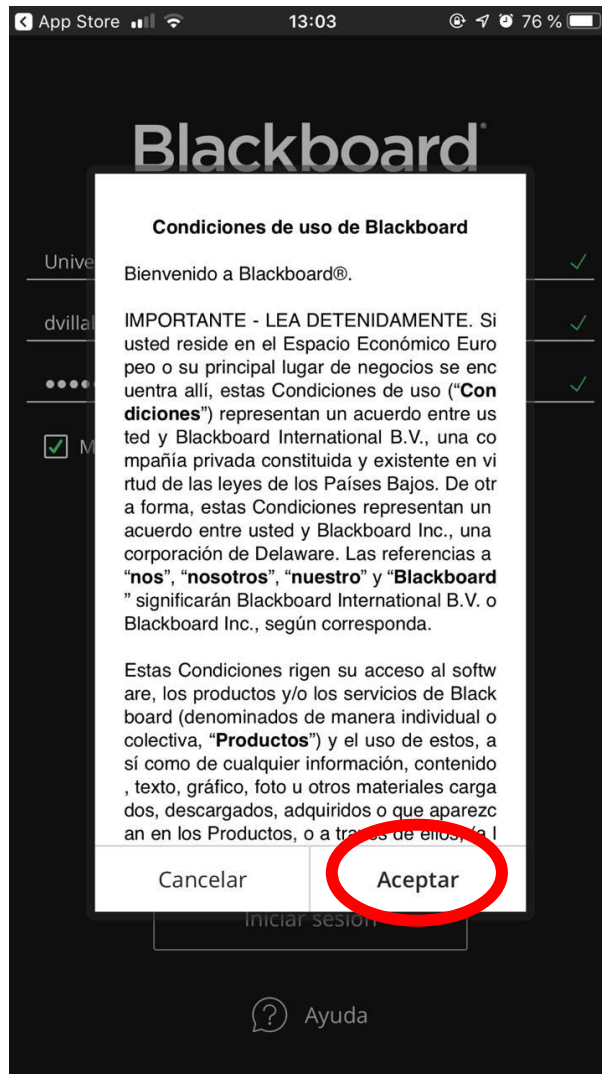 App Store 13:03 76 %
Blackboard
Condiciones de uso de Blackboard
Bienvenido a Blackboard®.
IMPORTANTE - LEA DETENIDAMENTE. Si
usted reside en el Espacio Económico Euro
peo o su principal lugar de negocios se enc
uentra allí, estas Condiciones de uso (“Con
diciones”) representan un acuerdo entre us
ted y Blackboard International B.V., una co
mpañía privada constituida y existente en vi
rtud de las leyes de los Países Bajos. De otr
a forma, estas Condiciones representan un
acuerdo entre usted y Blackboard Inc., una
corporación de Delaware. Las referencias a
“nos”, “nosotros”, “nuestro” y “Blackboard
” significarán Blackboard International B.V. o
Blackboard Inc., según corresponda.
Estas Condiciones rigen su acceso al softw
are, los productos y/o los servicios de Black
board (denominados de manera individual o
colectiva, “Productos”) y el uso de estos, a
sí como de cualquier información, contenido
, texto, gráfico, foto u otros materiales carga
dos, descargados, adquiridos o que aparezc
an en los Productos, o a través de ellos, (a l
Cancelar Aceptar
Iniciar sesión
Ayuda